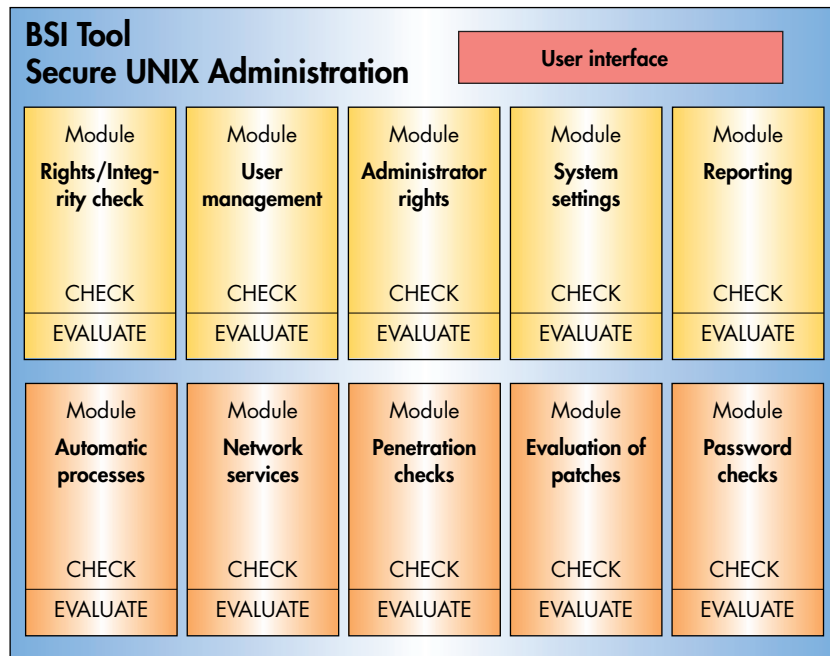 BSI Tool
Secure UNIX Administration
User interface
Module
Rights/Integ-
rity check
CHECK
EVALUATE
Module
User
management
CHECK
EVALUATE
Module
Administrator
rights
CHECK
EVALUATE
Module
System
settings
CHECK
EVALUATE
Module
Reporting
CHECK
EVALUATE
Module
Automatic
processes
CHECK
EVALUATE
Module
Network
services
CHECK
EVALUATE
Module
Penetration
checks
CHECK
EVALUATE
Module
Evaluation of
patches
CHECK
EVALUATE
Module
Password
checks
CHECK
EVALUATE